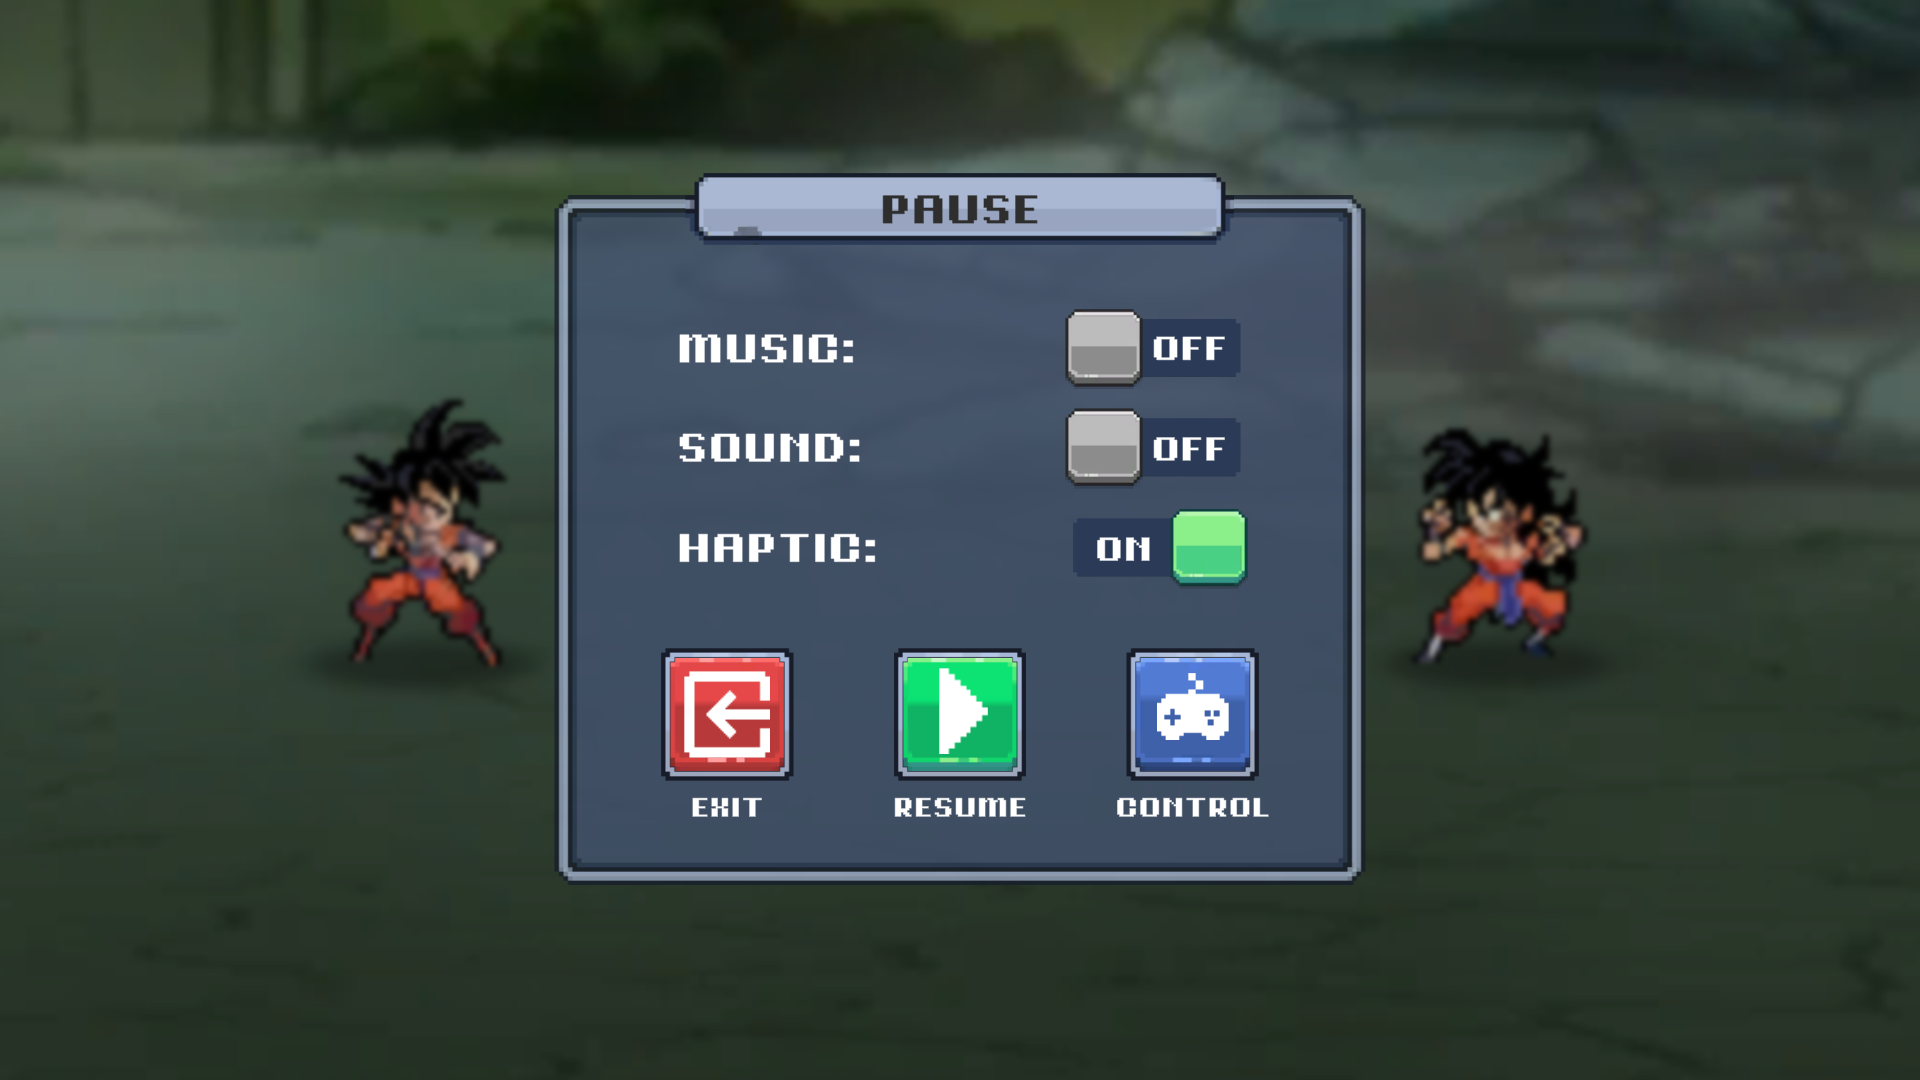 PAUSE
MUSIC: OFF
SOUND: OFF
HAPTIC: ON
EXIT RESUME CONTROL